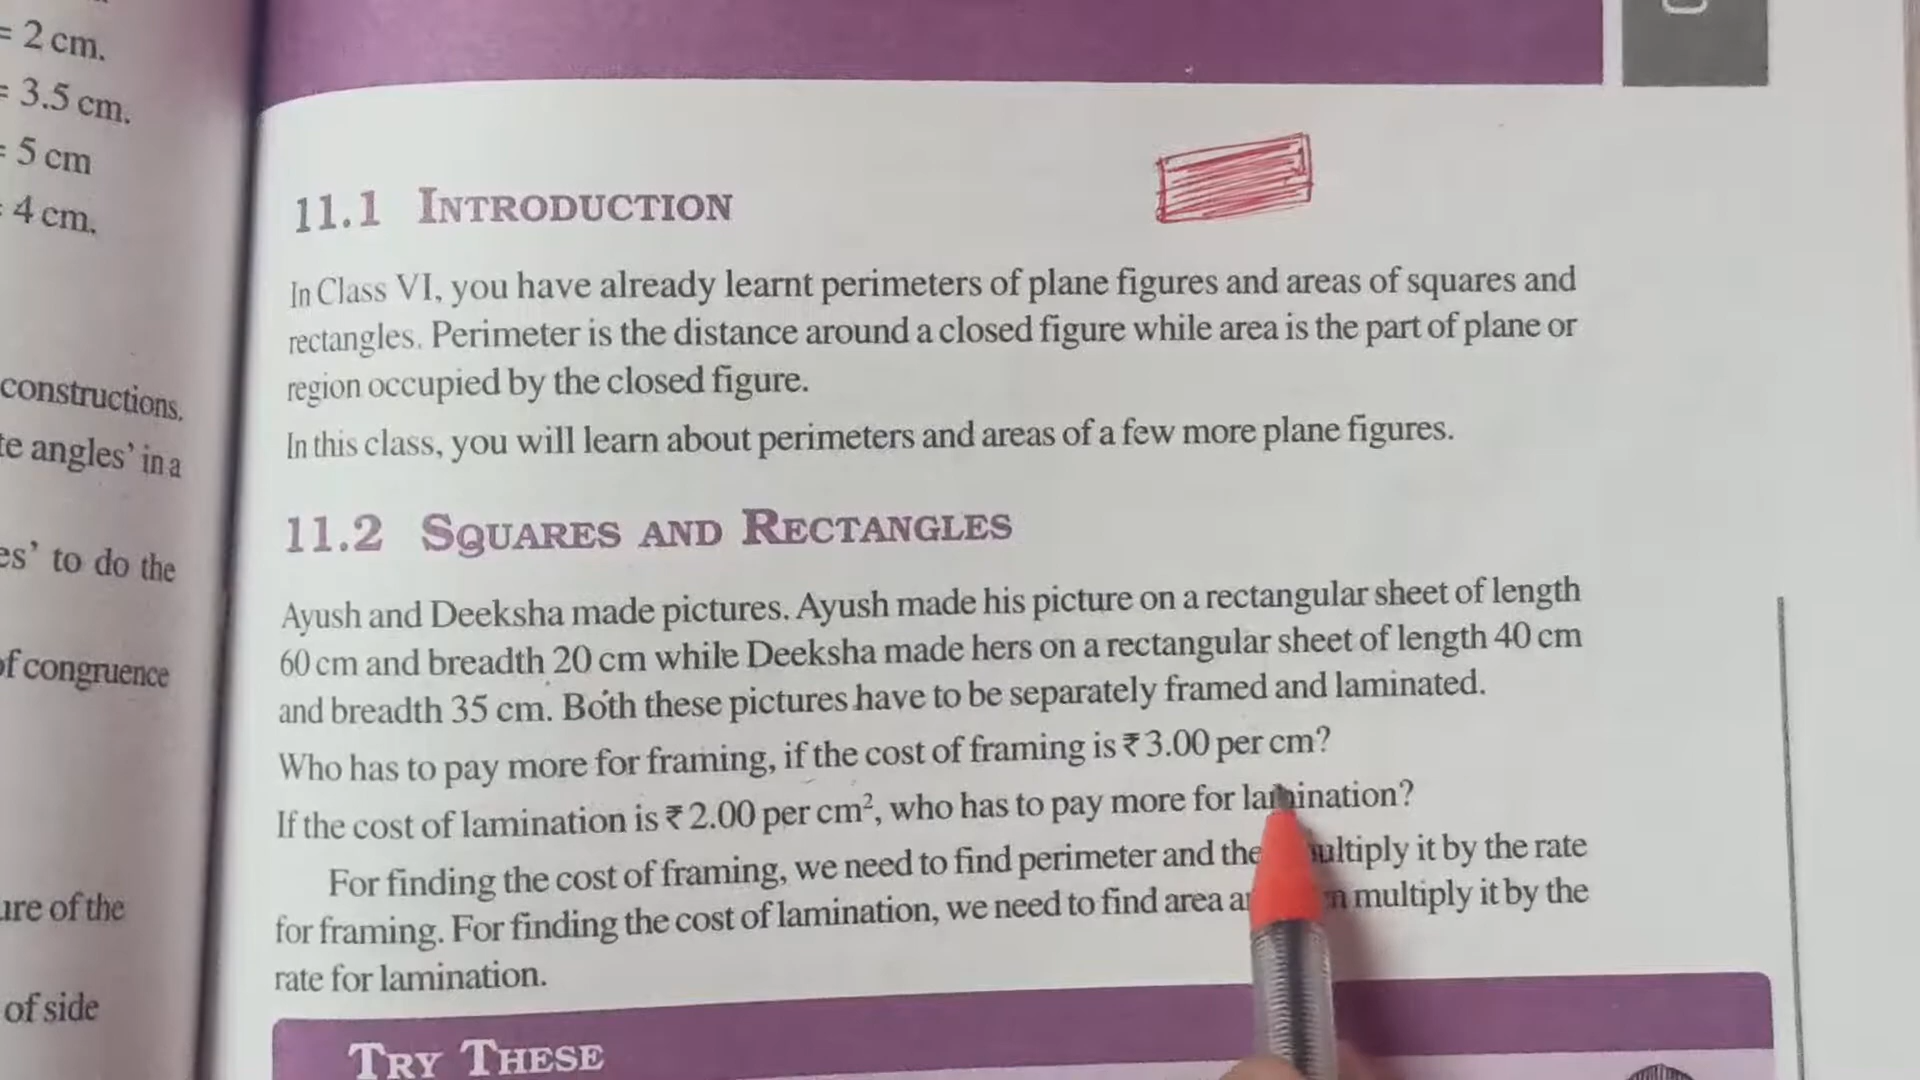 = 2 cm.
= 3.5 cm.
= 5 cm
4 cm.
constructions.
angles' in a
to do the
congruence
of the
of side
11.1 INTRODUCTION
In Class VI, you have already learnt perimeters of plane figures and areas of squares and
rectangles. Perimeter is the distance around a closed figure while area is the part of plane or
region occupied by the closed figure.
In this class, you will learn about perimeters and areas of a few more plane figures.
11.2 SQUARES AND RECTANGLES
Ayush and Deeksha made pictures. Ayush made his picture on a rectangular sheet of length
60 cm and breadth 20 cm while Deeksha made hers on a rectangular sheet of length 40 cm
and breadth 35 cm. Both these pictures have to be separately framed and laminated.
Who has to pay more for framing, if the cost of framing is ₹ 3.00 per cm?
If the cost of lamination is ₹ 2.00 per cm², who has to pay more for lamination?
For finding the cost of framing, we need to find perimeter and multiply it by the rate
for framing. For finding the cost of lamination, we need to find area multiply it by the
rate for lamination.
TRY THESE